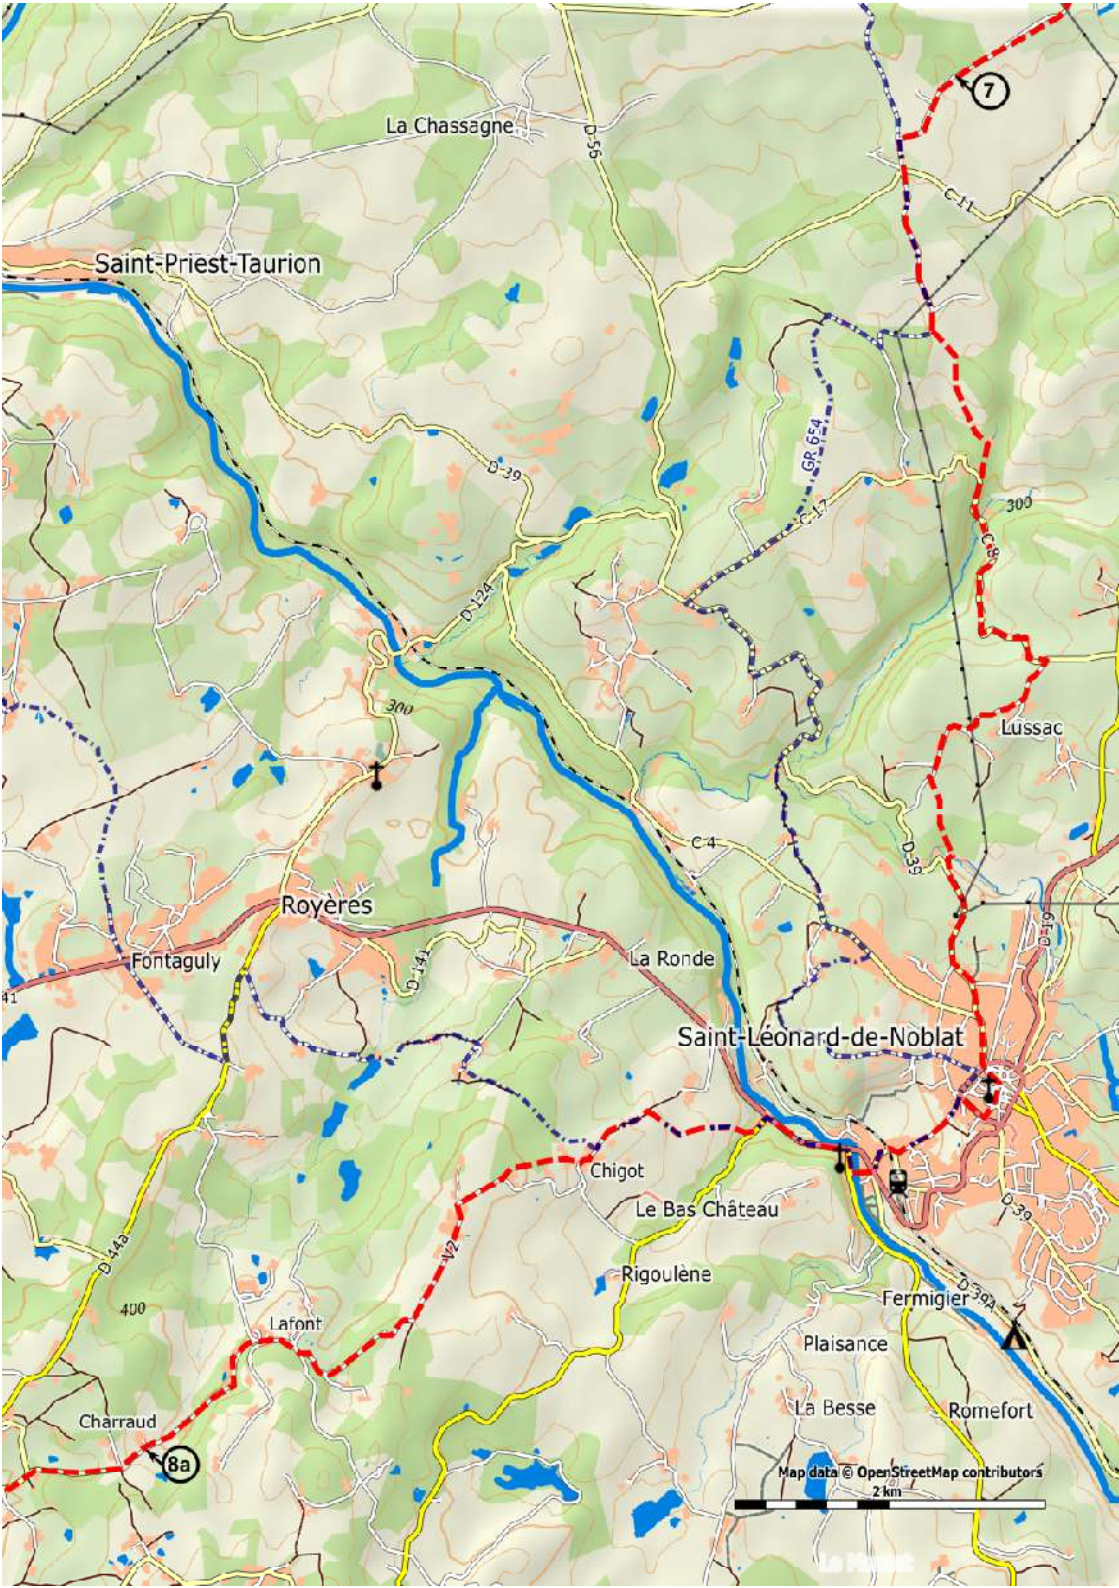 7
La Chassagne
D-56
C 11
Saint-Priest-Taurion
GR 654
D-39
C-17
300
C-8
D-124
300
Lussac
C 4
D-39
Royères
D-19
D-141
Fontaguly
La Ronde
41
Saint-Léonard-de-Noblat
Chigot
Le Bas Château
D-39
V2
D-44a
Rigoulène
Fermigier
D-39A
400
Lafont
Plaisance
La Besse
Romefort
Charraud
8a
Map data © OpenStreetMap contributors
2 km